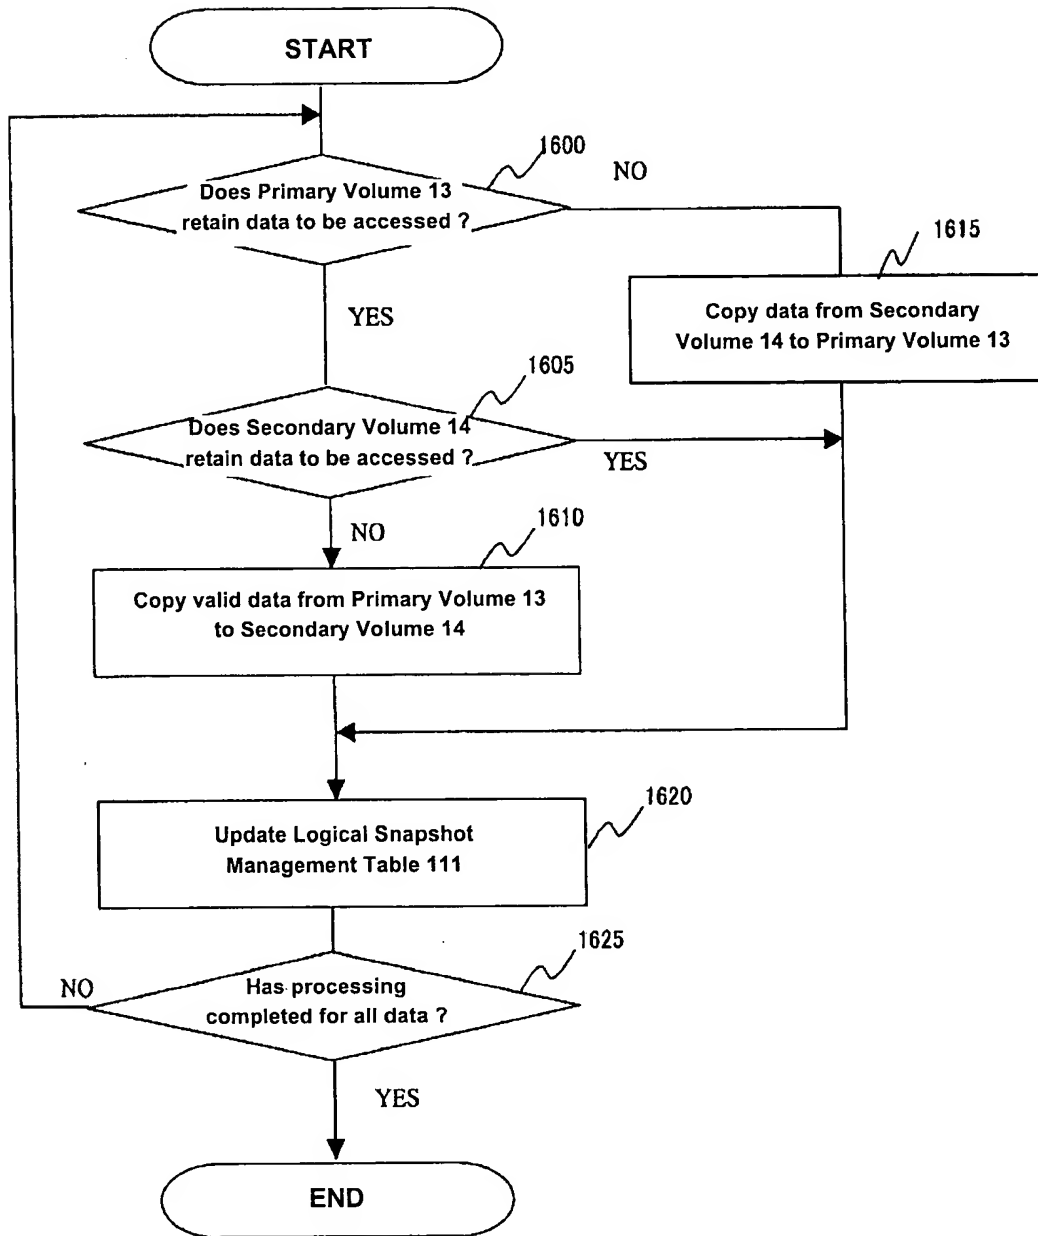 START
1600
NO
Does Primary Volume 13
retain data to be accessed ?
1615
Copy data from Secondary
Volume 14 to Primary Volume 13
YES
1605
Does Secondary Volume 14
retain data to be accessed ?
YES
NO
1610
Copy valid data from Primary Volume 13
to Secondary Volume 14
1620
Update Logical Snapshot
Management Table 111
1625
NO
Has processing
completed for all data ?
YES
END